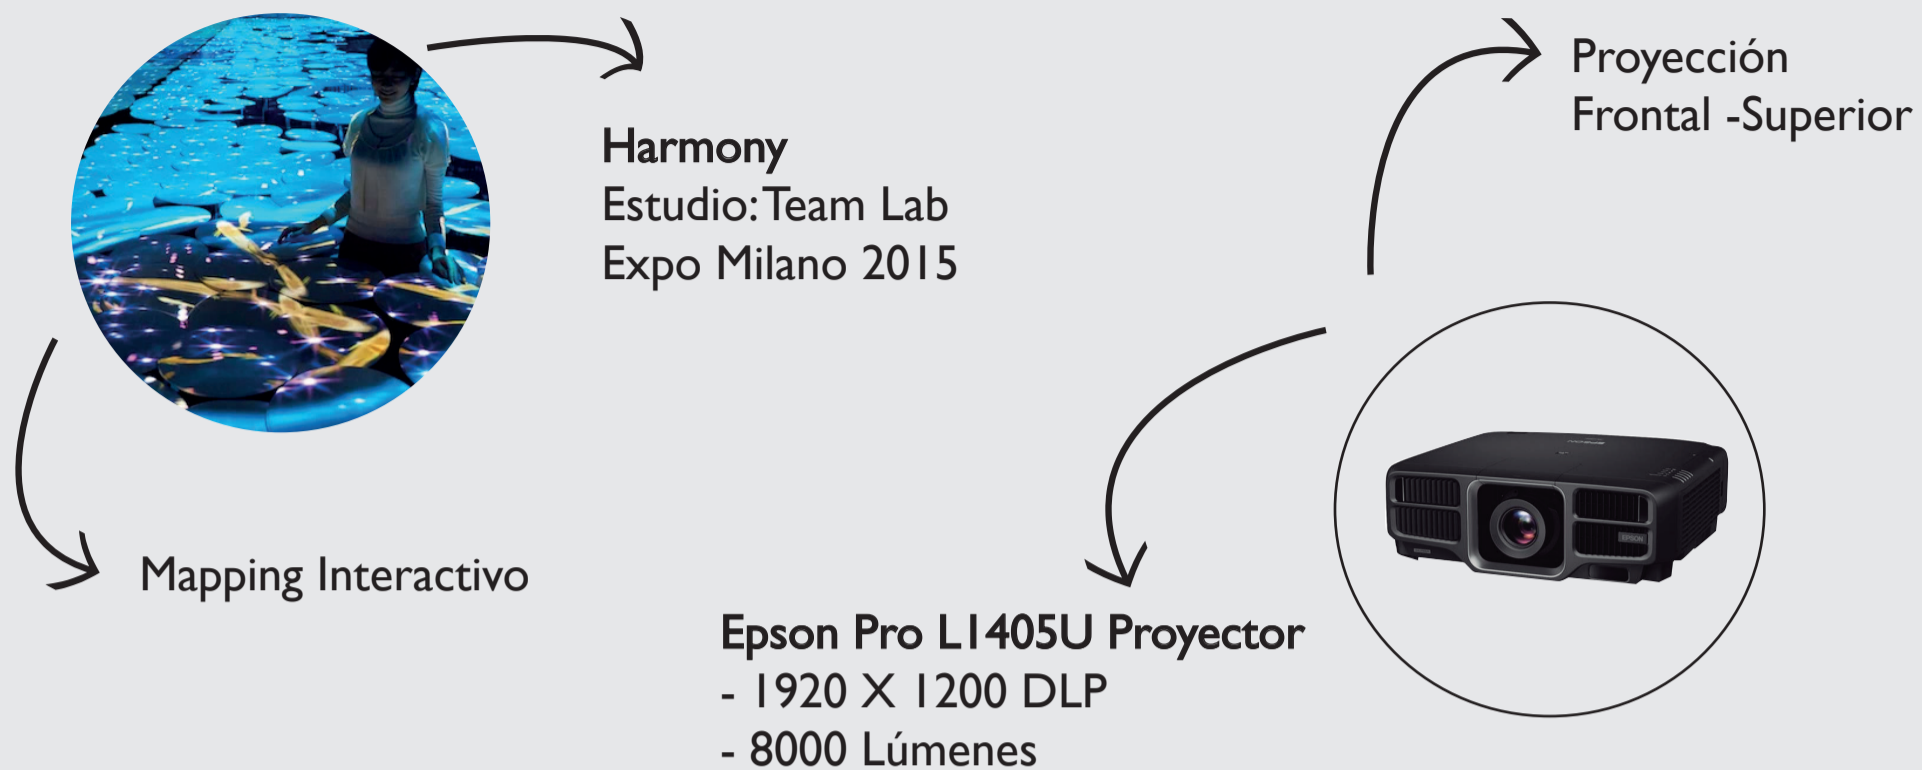 Harmony
Estudio: Team Lab
Expo Milano 2015
Mapping Interactivo
Proyección
Frontal -Superior
EPSON
Epson Pro L1405U Proyector
- 1920 X 1200 DLP
- 8000 Lúmenes